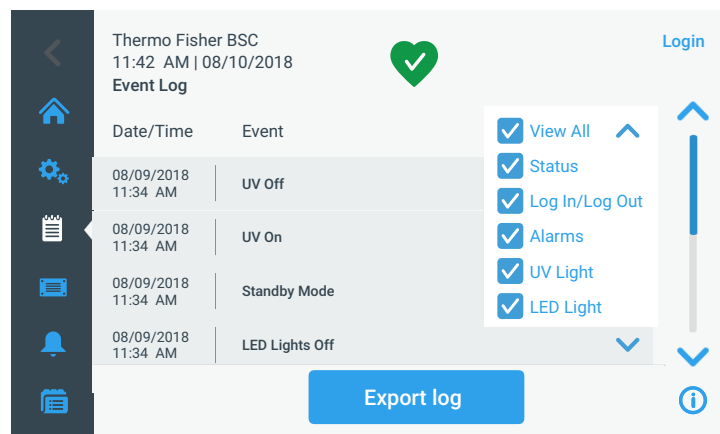 Thermo Fisher BSC
Login
11:42 AM | 08/10/2018
Event Log
Date/Time Event
View All
Status
Log In/Log Out
Alarms
UV Light
LED Light
08/09/2018
11:34 AM
UV Off
08/09/2018
11:34 AM
UV On
08/09/2018
11:34 AM
Standby Mode
08/09/2018
11:34 AM
LED Lights Off
Export log